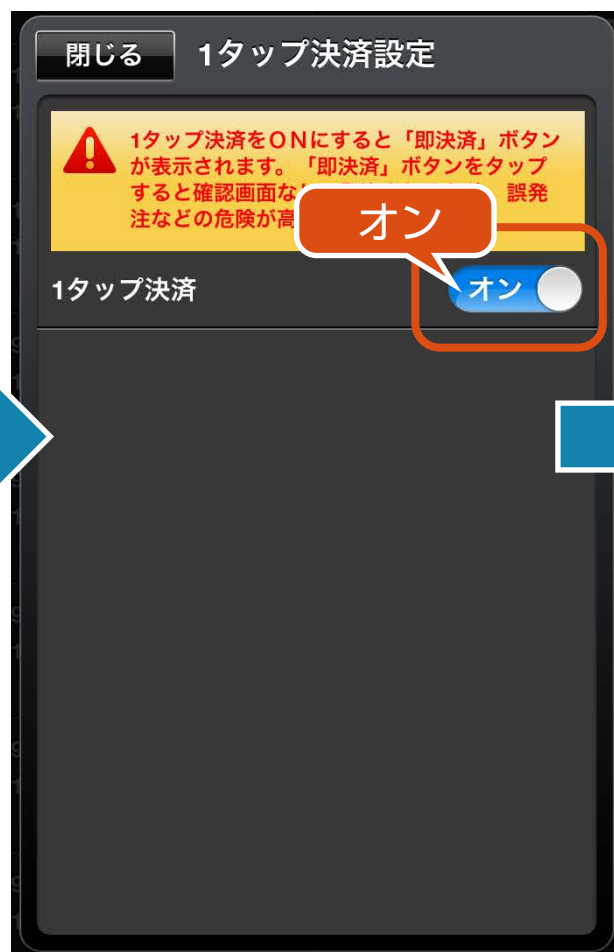 閉じる
1タップ決済設定
1タップ決済をＯＮにすると「即決済」ボタン
が表示されます。「即決済」ボタンをタップ
すると確認画面な 誤発
注などの危険が高
オン
1タップ決済
オン